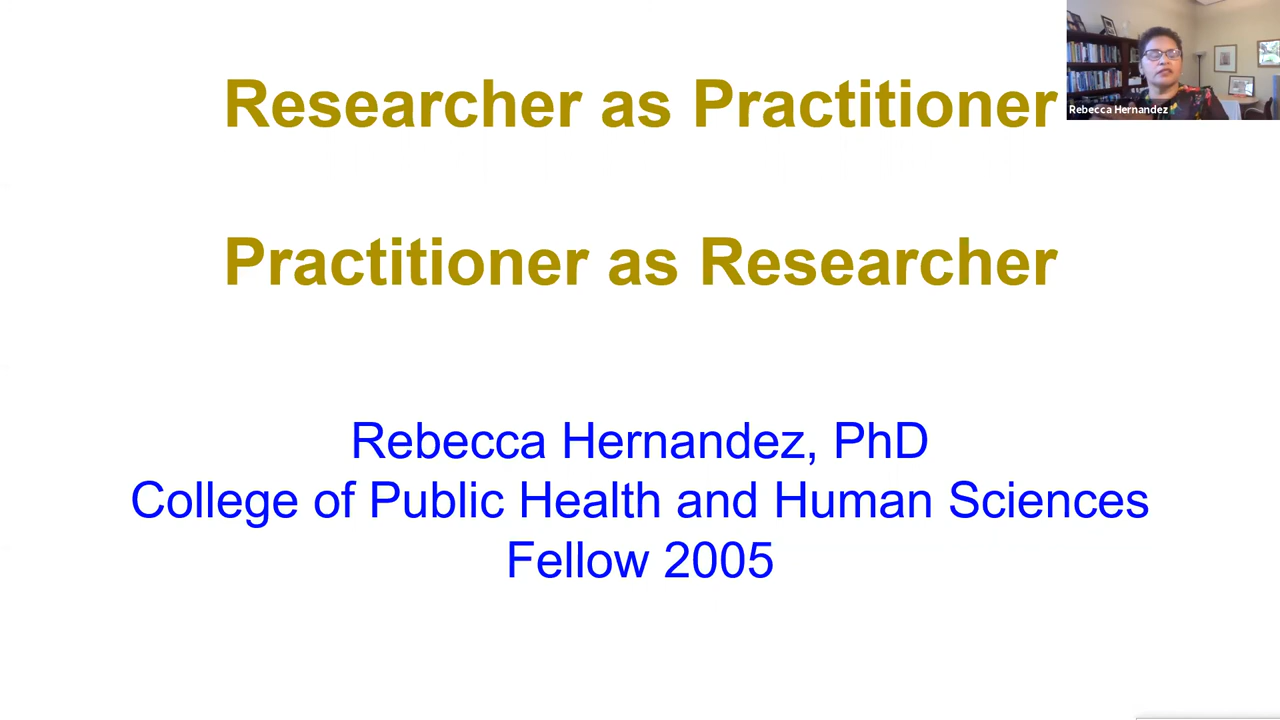 Researcher as Practitioner
Rebecca Hernandez
Practitioner as Researcher
Rebecca Hernandez, PhD
College of Public Health and Human Sciences
Fellow 2005